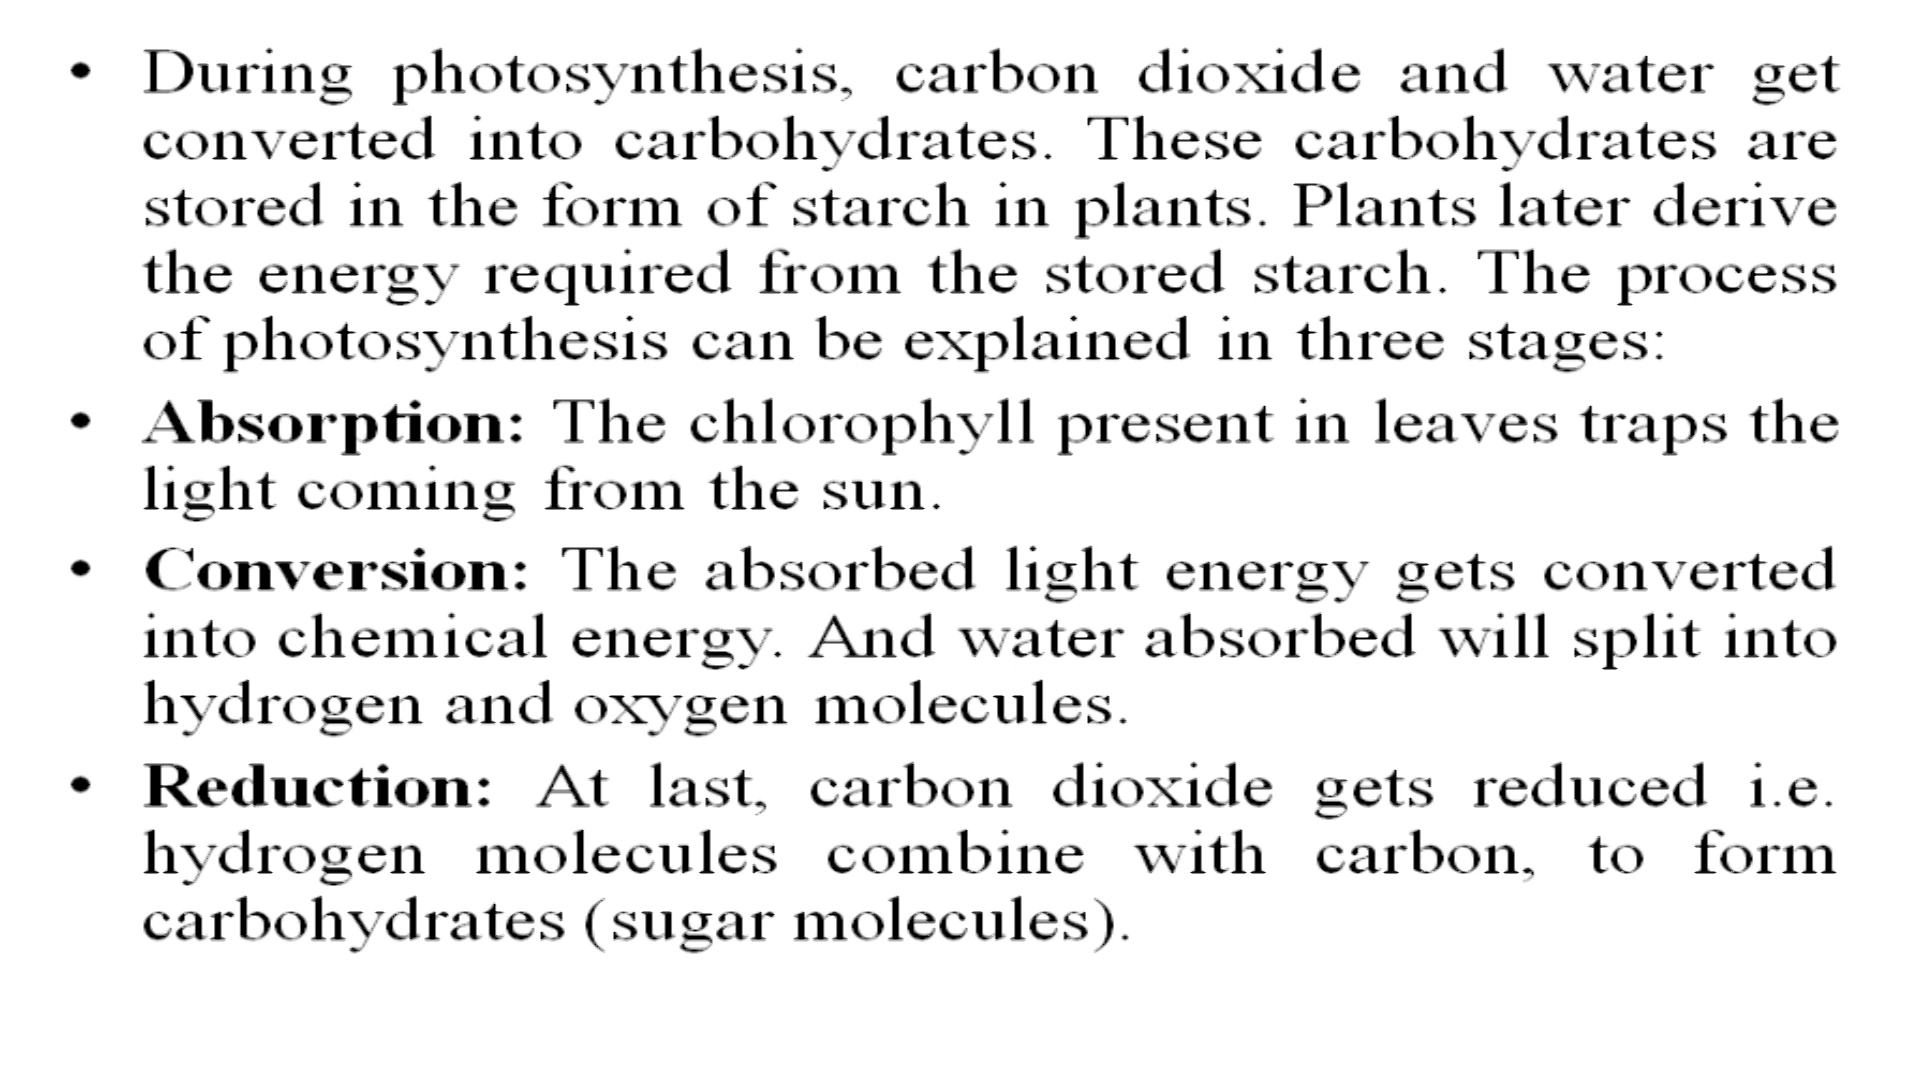 • During photosynthesis, carbon dioxide and water get
converted into carbohydrates. These carbohydrates are
stored in the form of starch in plants. Plants later derive
the energy required from the stored starch. The process
of photosynthesis can be explained in three stages:
• Absorption: The chlorophyll present in leaves traps the
light coming from the sun.
• Conversion: The absorbed light energy gets converted
into chemical energy. And water absorbed will split into
hydrogen and oxygen molecules.
• Reduction: At last, carbon dioxide gets reduced i.e.
hydrogen molecules combine with carbon, to form
carbohydrates (sugar molecules).